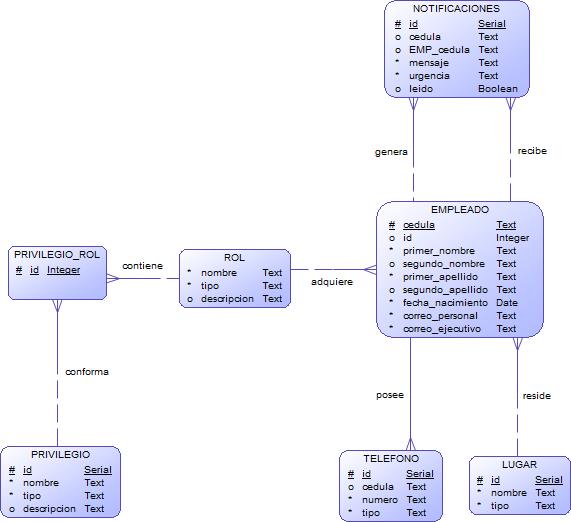 NOTIFICACIONES
# id Serial
o cedula Text
o EMP_cedula Text
* mensaje Text
* urgencia Text
o leido Boolean
genera
recibe
EMPLEADO
# cedula Text
o id Integer
* primer_nombre Text
o segundo_nombre Text
* primer_apellido Text
o segundo_apellido Text
* fecha_nacimiento Date
* correo_personal Text
* correo_ejecutivo Text
PRIVILEGIO_ROL
# id Integer
contiene
ROL
* nombre Text
* tipo Text
o descripcion Text
adquiere
conforma
posee
reside
PRIVILEGIO
# id Serial
* nombre Text
* tipo Text
o descripcion Text
TELEFONO
# id Serial
o cedula Text
* numero Text
* tipo Text
LUGAR
# id Serial
* nombre Text
* tipo Text